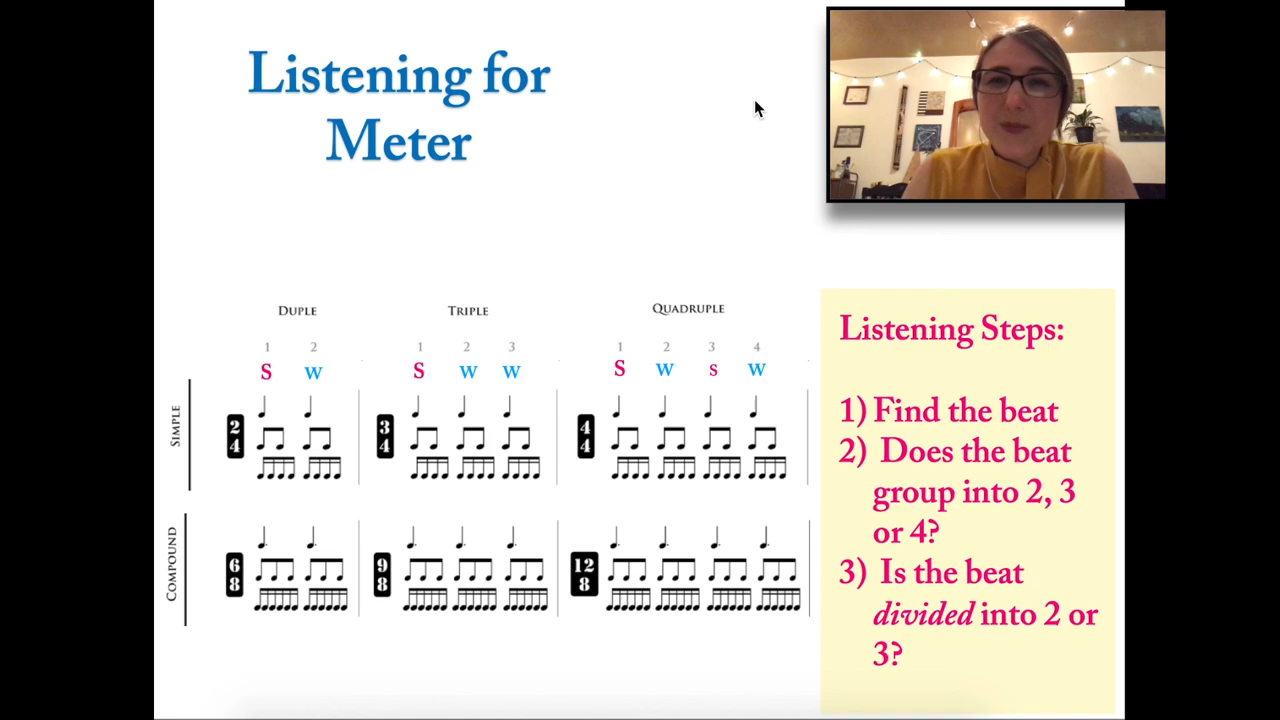 Listening for
Meter
DUPLE TRIPLE QUADRUPLE
1 2 1 2 3 1 2 3 4
S W S W W S W S W
SIMPLE
2 4 3 4 4 4
COMPOUND
6 8 9 8 12 8
Listening Steps:
1) Find the beat
2) Does the beat
group into 2, 3
or 4?
3) Is the beat
divided into 2 or
3?